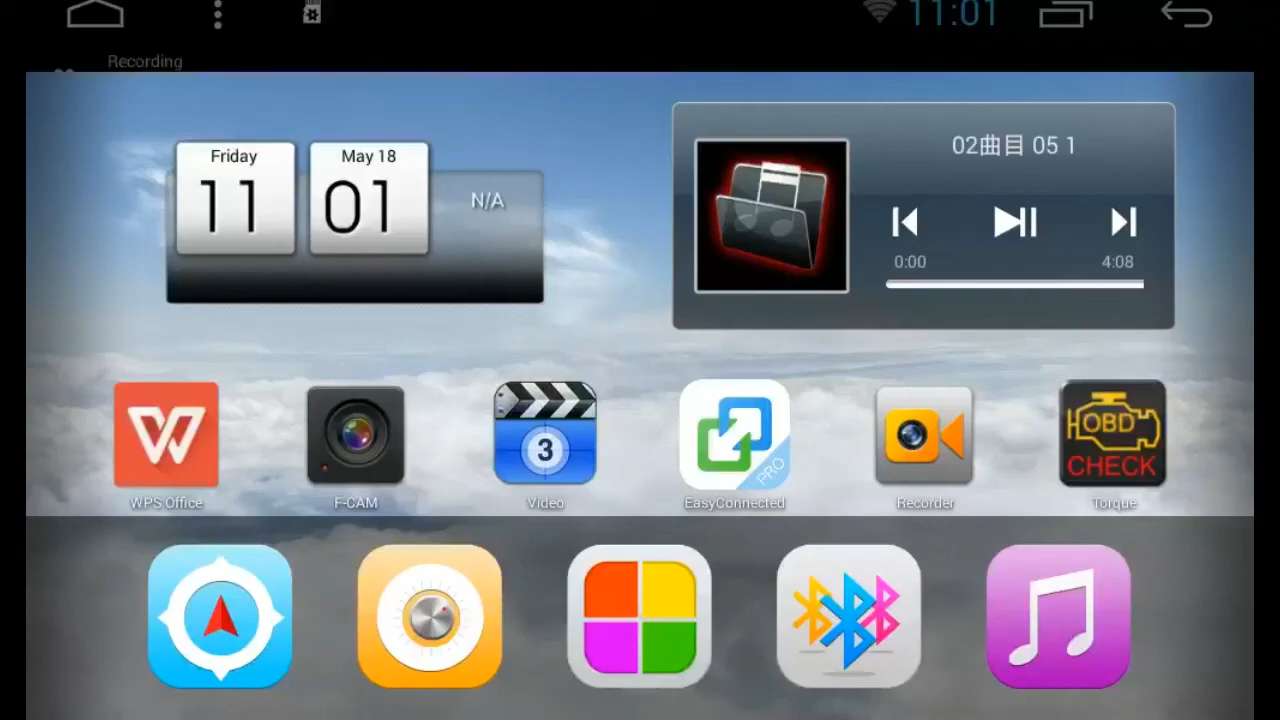 11:01
Recording
Friday
11
May 18
01
N/A
02曲目 05 1
0:00
4:08
3
PRO
OBD
CHECK
WPS Office
F-CAM
Video
EasyConnected
Recorder
Torque